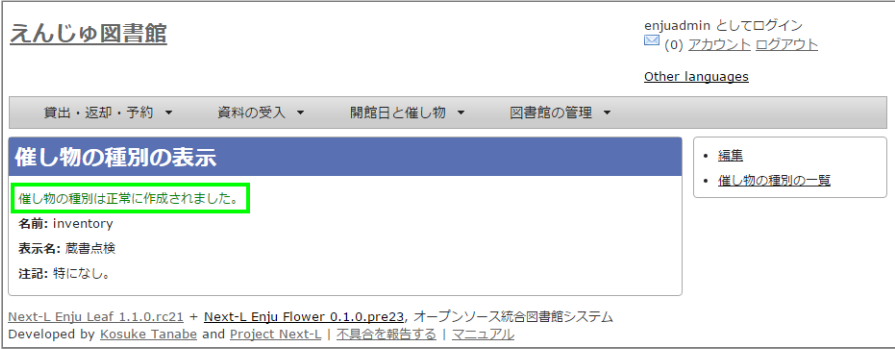 えんじゅ図書館
enjuadmin としてログイン
(0) アカウント ログアウト
Other languages
貸出・返却・予約 ▼ 資料の受入 ▼ 開館日と催し物 ▼ 図書館の管理 ▼
催し物の種別の表示
催し物の種別は正常に作成されました。
名前: inventory
表示名: 蔵書点検
注記: 特になし。
• 編集
• 催し物の種別の一覧
Next-L Enju Leaf 1.1.0.rc21 + Next-L Enju Flower 0.1.0.pre23, オープンソース統合図書館システム
Developed by Kosuke Tanabe and Project Next-L | 不具合を報告する | マニュアル